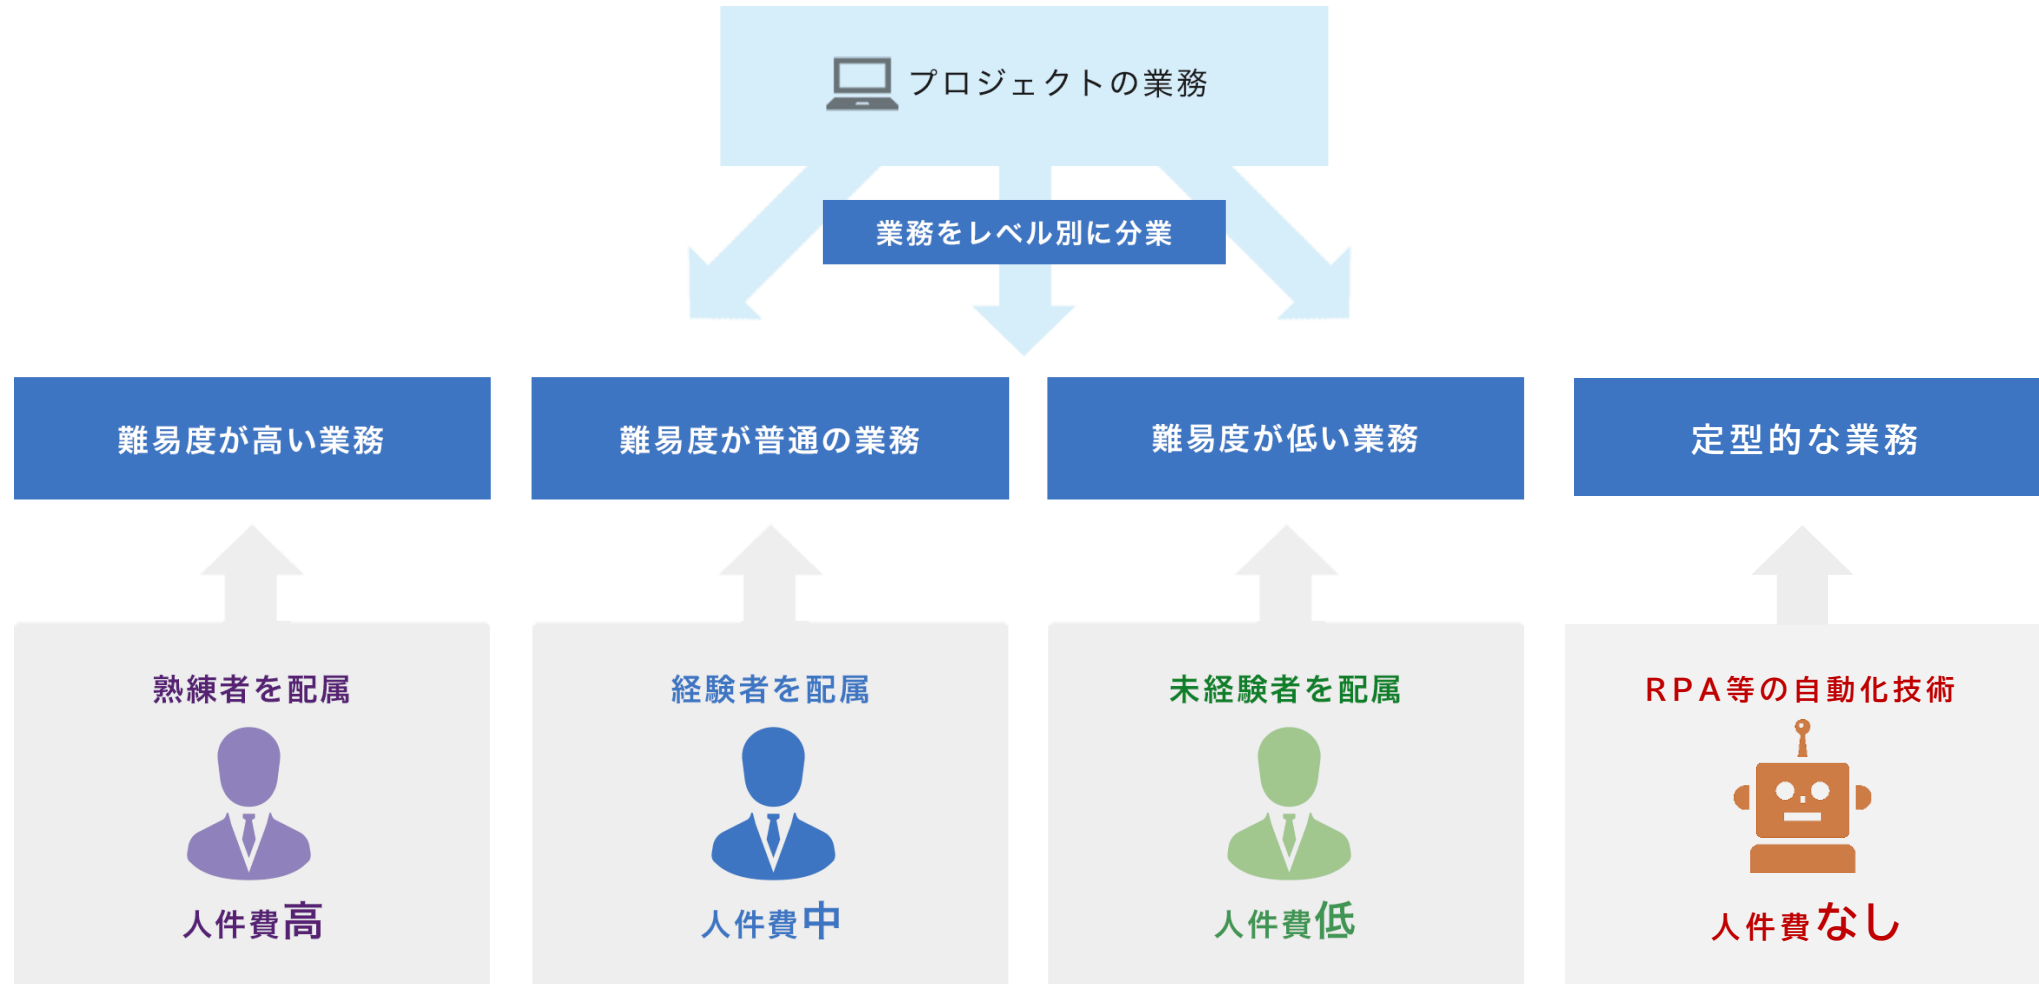 プロジェクトの業務
業務をレベル別に分業
難易度が高い業務
難易度が普通の業務
難易度が低い業務
定型的な業務
熟練者を配属
経験者を配属
未経験者を配属
RPA等の自動化技術
人件費高
人件費中
人件費低
人件費なし